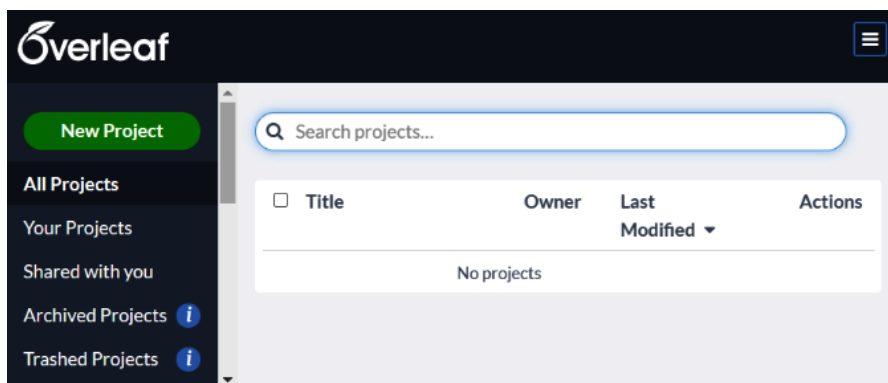 Overleaf
New Project
All Projects
Your Projects
Shared with you
Archived Projects i
Trashed Projects i
Search projects...
Title Owner Last Modified Actions
No projects